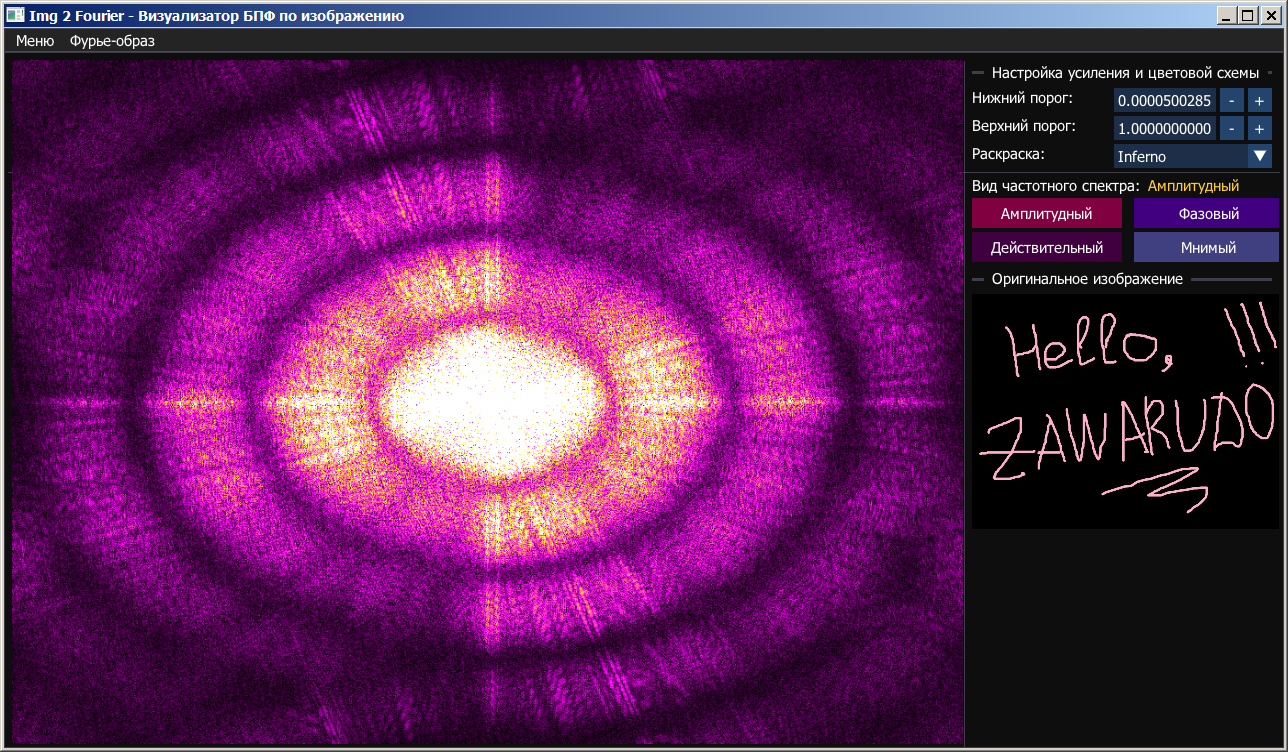 Img 2 Fourier - Визуализатор БПФ по изображению
Меню Фурье-образ
Настройка усиления и цветовой схемы
Нижний порог: 0.0000500285 - +
Верхний порог: 1.0000000000 - +
Раскраска: Inferno
Вид частотного спектра: Амплитудный
Амплитудный Фазовый
Действительный Мнимый
Оригинальное изображение
Hello, !!!
ZAWARUDO